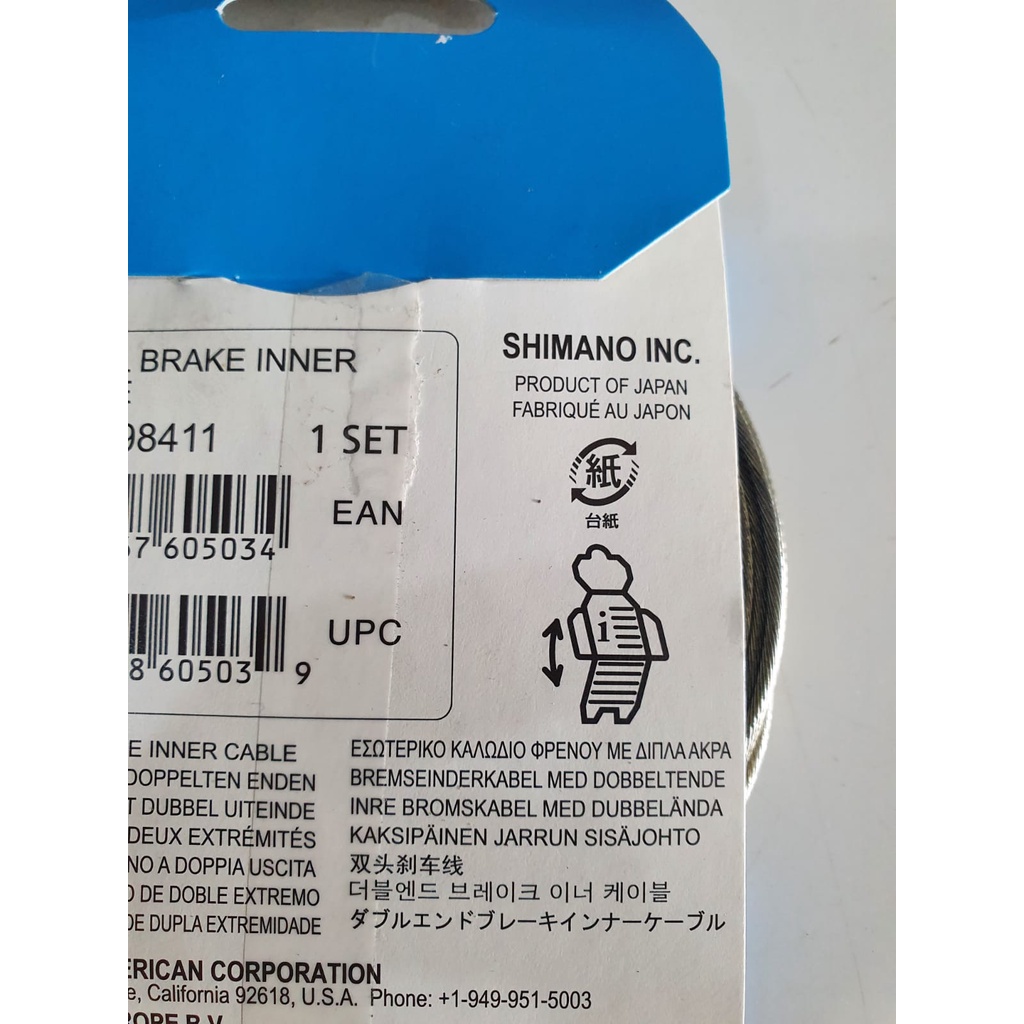 BRAKE INNER
98411 1 SET
EAN
7 605034
UPC
8 60503 9
SHIMANO INC.
PRODUCT OF JAPAN
FABRIQUÉ AU JAPON
紙
台紙
i
INNER CABLE
DOPPELTEN ENDEN
DUBBEL UITEINDE
DEUX EXTRÉMITÉS
NO A DOPPIA USCITA
DE DOBLE EXTREMO
DE DUPLA EXTREMIDADE
ΕΣΩΤΕΡΙΚΟ ΚΑΛΩΔΙΟ ΦΡΕΝΟΥ ΜΕ ΔΙΠΛΑ ΑΚΡΑ
BREMSEINDERKABEL MED DOBBELTENDE
INRE BROMSKABEL MED DUBBELÄNDA
KAKSIPÄINEN JARRUN SISÄJOHTO
双头刹车线
더블엔드 브레이크 이너 케이블
ダブルエンドブレーキインナーケーブル
ERICAN CORPORATION
e, California 92618, U.S.A. Phone: +1-949-951-5003
ROPE B.V.